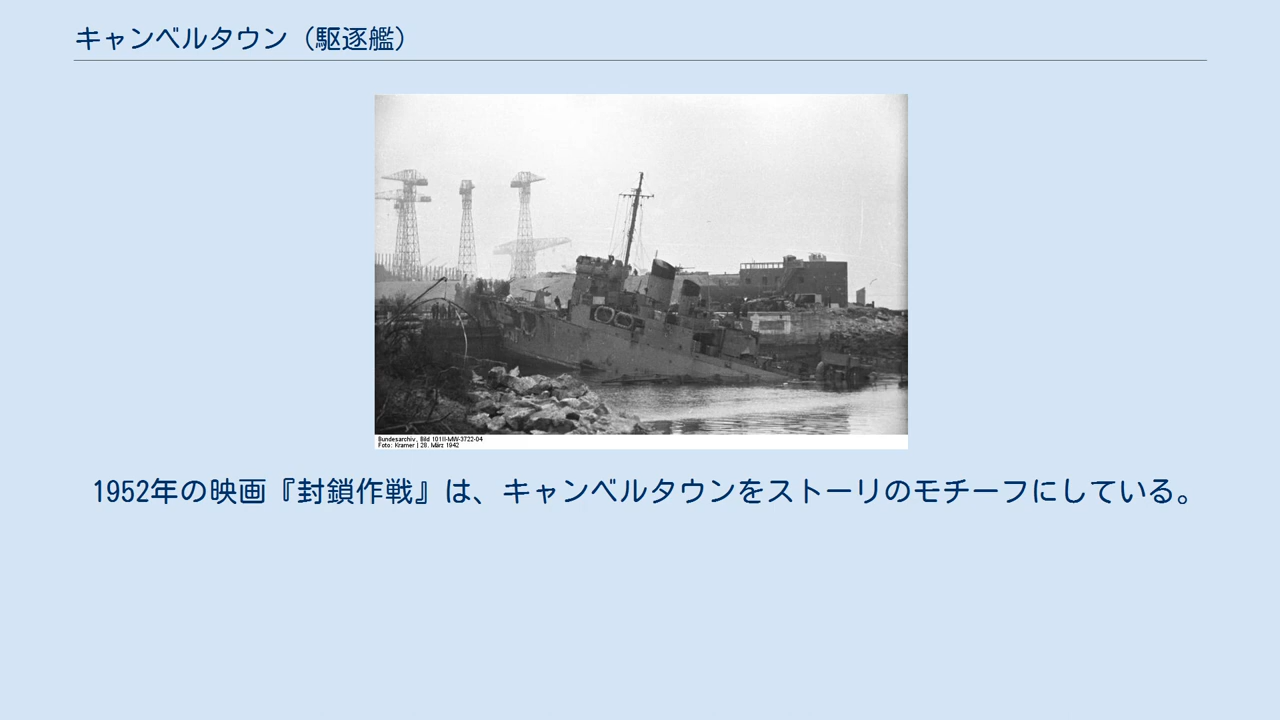 キャンベルタウン（駆逐艦）
Bundesarchiv, Bild 101II-MW-3722-04
Foto: Kramer | 28. März 1942
1952年の映画『封鎖作戦』は、キャンベルタウンをストーリのモチーフにしている。